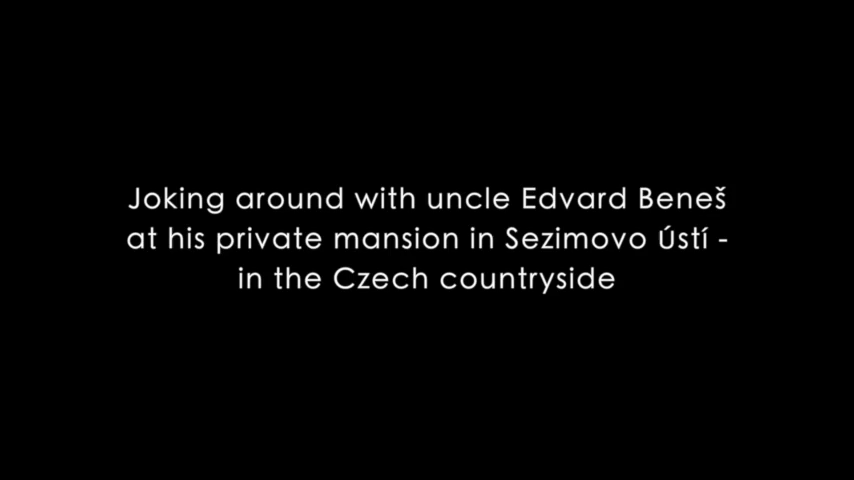 Joking around with uncle Edvard Beneš
at his private mansion in Sezimovo Ústí -
in the Czech countryside